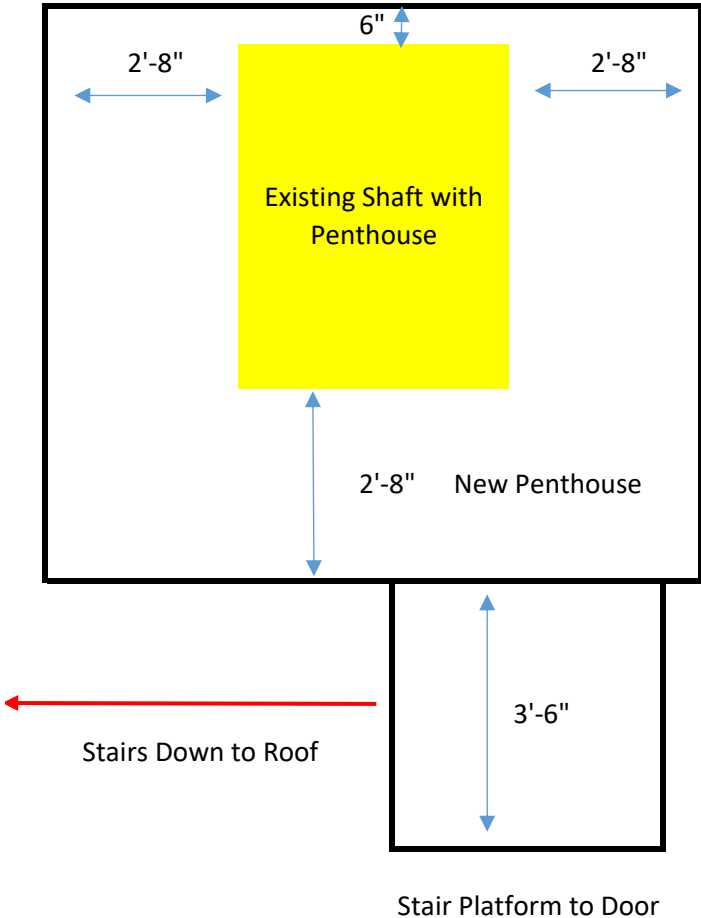 6"
2'-8"
2'-8"
Existing Shaft with
Penthouse
2'-8"
New Penthouse
3'-6"
Stairs Down to Roof
Stair Platform to Door